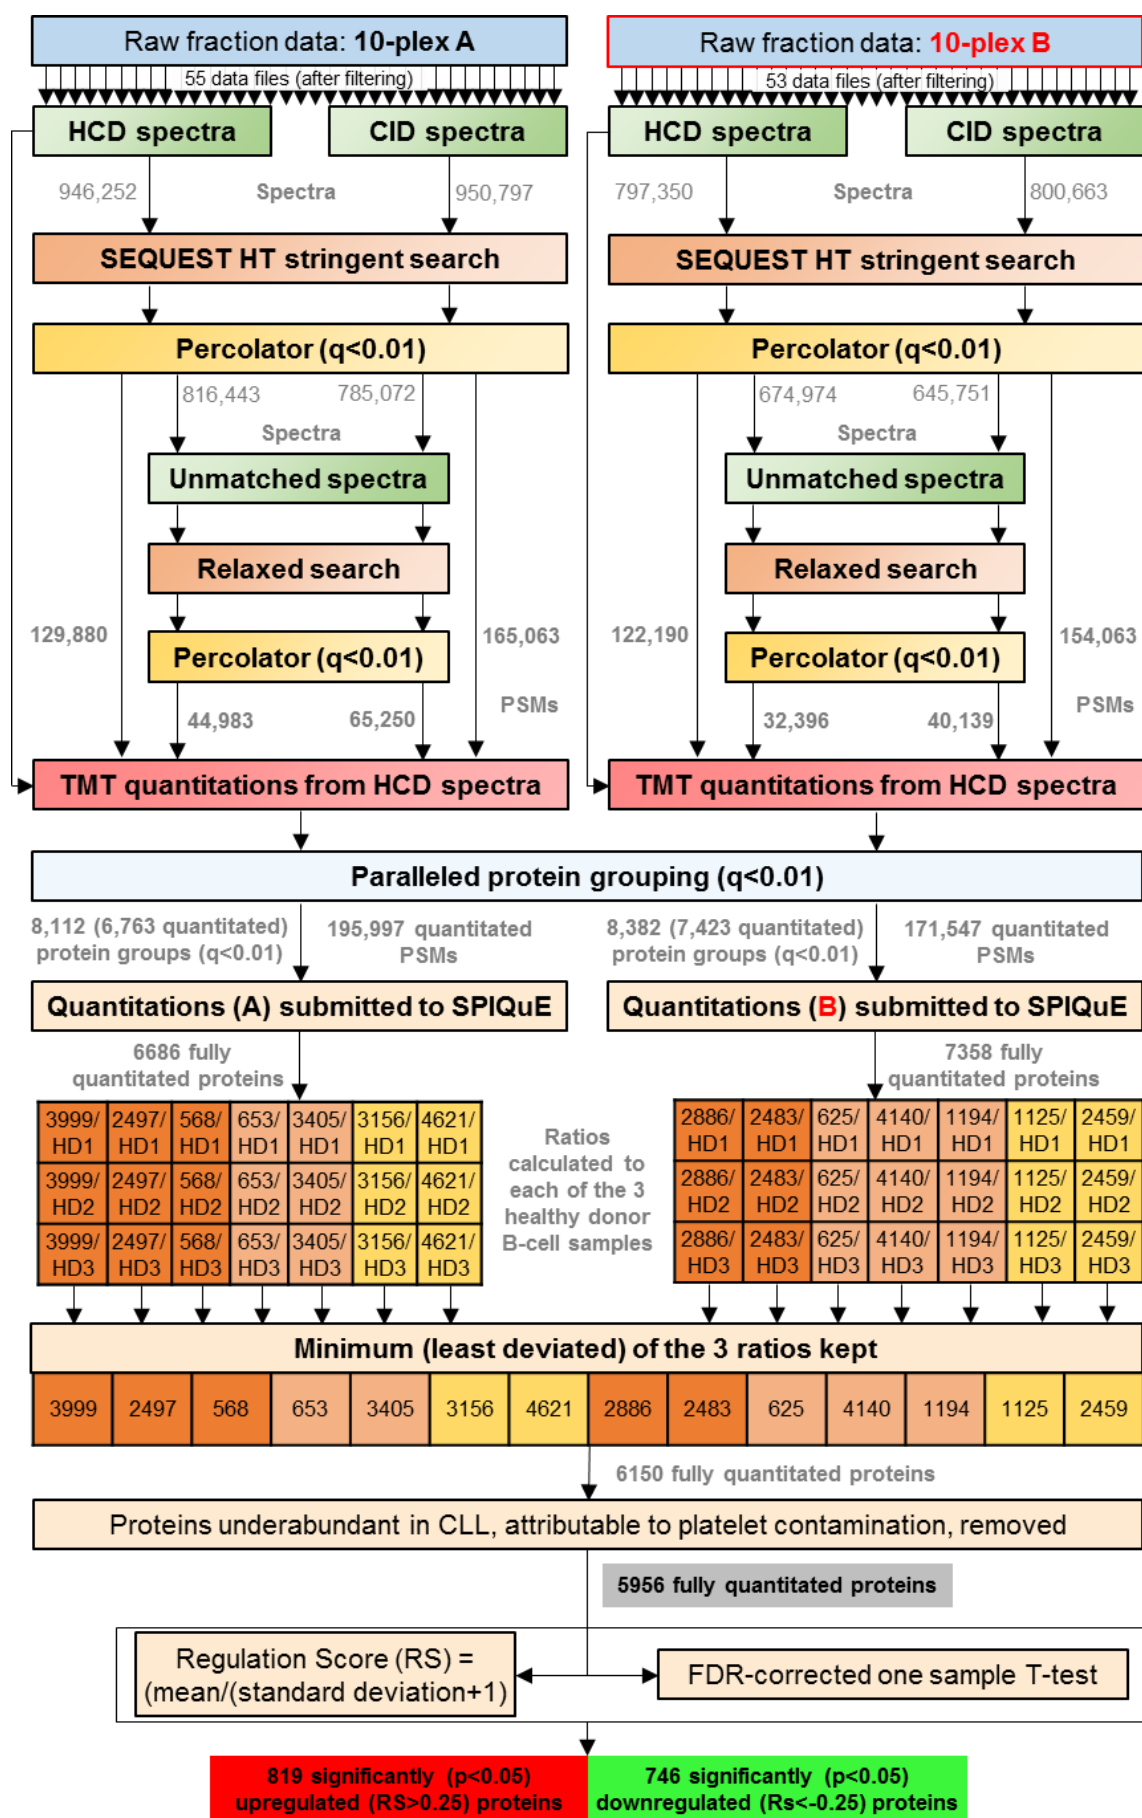 Raw fraction data: 10-plex A
55 data files (after filtering)
HCD spectra
CID spectra
946,252
Spectra
950,797
SEQUEST HT stringent search
Percolator (q<0.01)
816,443
785,072
Spectra
Unmatched spectra
Relaxed search
129,880
165,063
Percolator (q<0.01)
44,983
65,250
PSMs
TMT quantitations from HCD spectra
Raw fraction data: 10-plex B
53 data files (after filtering)
HCD spectra
CID spectra
797,350
Spectra
800,663
SEQUEST HT stringent search
Percolator (q<0.01)
674,974
645,751
Spectra
Unmatched spectra
Relaxed search
122,190
154,063
Percolator (q<0.01)
32,396
40,139
PSMs
TMT quantitations from HCD spectra
Paralleled protein grouping (q<0.01)
8,112 (6,763 quantitated)
protein groups (q<0.01)
195,997 quantitated
PSMs
8,382 (7,423 quantitated)
protein groups (q<0.01)
171,547 quantitated
PSMs
Quantitations (A) submitted to SPIQuE
Quantitations (B) submitted to SPIQuE
6686 fully
quantitated proteins
7358 fully
quantitated proteins
3999/ 2497/ 568/ 653/ 3405/ 3156/ 4621/
HD1 HD1 HD1 HD1 HD1 HD1 HD1
3999/ 2497/ 568/ 653/ 3405/ 3156/ 4621/
HD2 HD2 HD2 HD2 HD2 HD2 HD2
3999/ 2497/ 568/ 653/ 3405/ 3156/ 4621/
HD3 HD3 HD3 HD3 HD3 HD3 HD3
Ratios
calculated to
each of the 3
healthy donor
B-cell samples
2886/ 2483/ 625/ 4140/ 1194/ 1125/ 2459/
HD1 HD1 HD1 HD1 HD1 HD1 HD1
2886/ 2483/ 625/ 4140/ 1194/ 1125/ 2459/
HD2 HD2 HD2 HD2 HD2 HD2 HD2
2886/ 2483/ 625/ 4140/ 1194/ 1125/ 2459/
HD3 HD3 HD3 HD3 HD3 HD3 HD3
Minimum (least deviated) of the 3 ratios kept
3999 2497 568 653 3405 3156 4621 2886 2483 625 4140 1194 1125 2459
6150 fully quantitated proteins
Proteins underabundant in CLL, attributable to platelet contamination, removed
5956 fully quantitated proteins
Regulation Score (RS) =
(mean/(standard deviation+1)
FDR-corrected one sample T-test
819 significantly (p<0.05)
upregulated (RS>0.25) proteins
746 significantly (p<0.05)
downregulated (Rs<-0.25) proteins